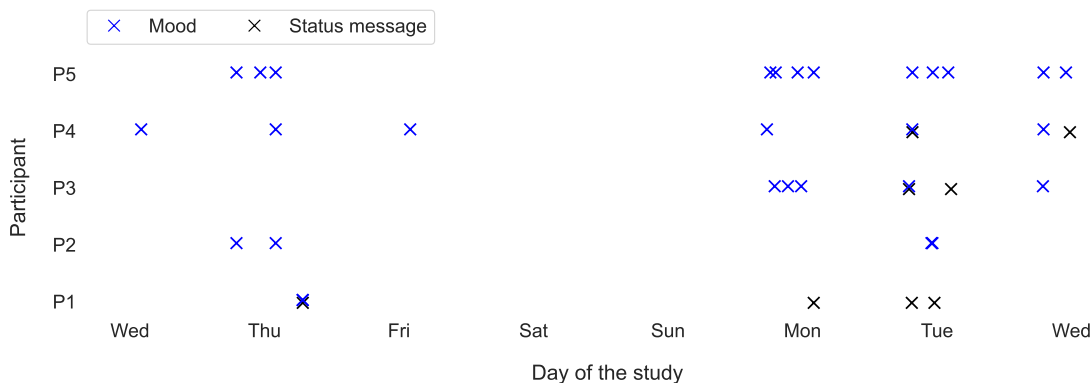 Mood Status message
P5
P4
P3
P2
P1
Participant
Wed Thu Fri Sat Sun Mon Tue Wed
Day of the study